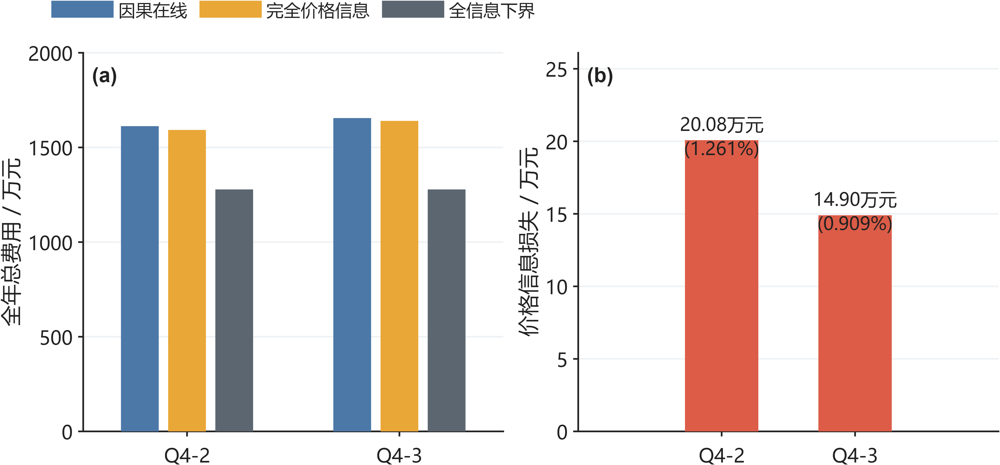 因果在线 完全价格信息 全信息下界
全年总费用 / 万元
2000
1500
1000
500
0
(a)
Q4-2 Q4-3
价格信息损失 / 万元
25
20
15
10
5
0
(b)
20.08万元
(1.261%)
14.90万元
(0.909%)
Q4-2 Q4-3